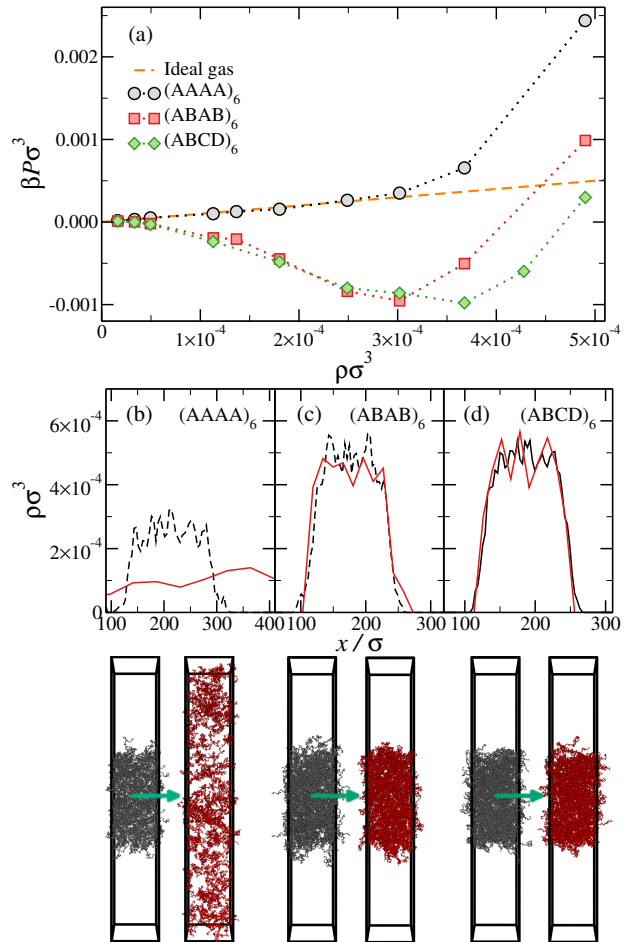 (a)
Ideal gas
(AAAA)₆
(ABAB)₆
(ABCD)₆
βPσ³
0.002
0.001
0.000
-0.001
0 1×10⁻⁴ 2×10⁻⁴ 3×10⁻⁴ 4×10⁻⁴ 5×10⁻⁴
ρσ³
(b) (AAAA)₆
(c) (ABAB)₆
(d) (ABCD)₆
ρσ³
6×10⁻⁴
4×10⁻⁴
2×10⁻⁴
0
100 200 300 400 100 200 300 100 200 300
x / σ